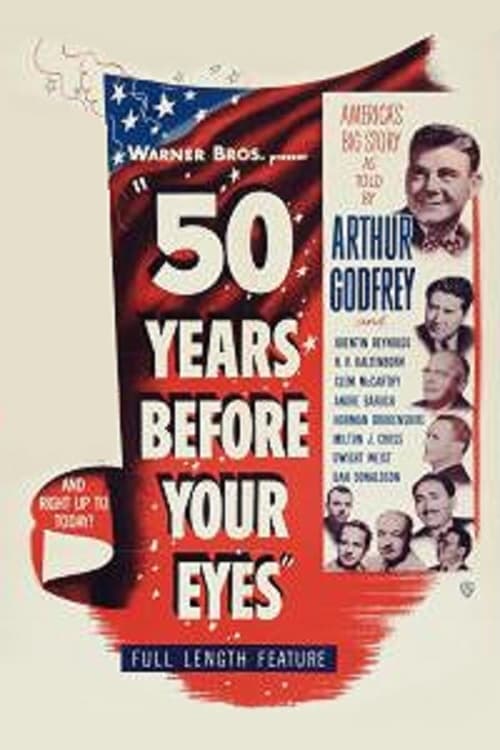 WARNER BROS. present
"50
YEARS
BEFORE
YOUR
EYES"
AMERICA'S
BIG STORY
AS
TOLD
BY
ARTHUR
GODFREY
and
QUENTIN REYNOLDS
H. V. KALTENBORN
CLEM McCARTHY
ANDRE BARUCH
NORMAN BROKENSHIRE
MILTON J. CROSS
DWIGHT WEIST
DAN DONALDSON
AND
RIGHT UP TO
TODAY!
FULL LENGTH FEATURE